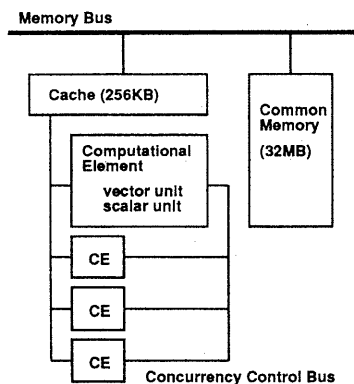 Memory Bus
Cache (256KB)
Common
Memory
(32MB)
Computational
Element
vector unit
scalar unit
CE
CE
CE
Concurrency Control Bus